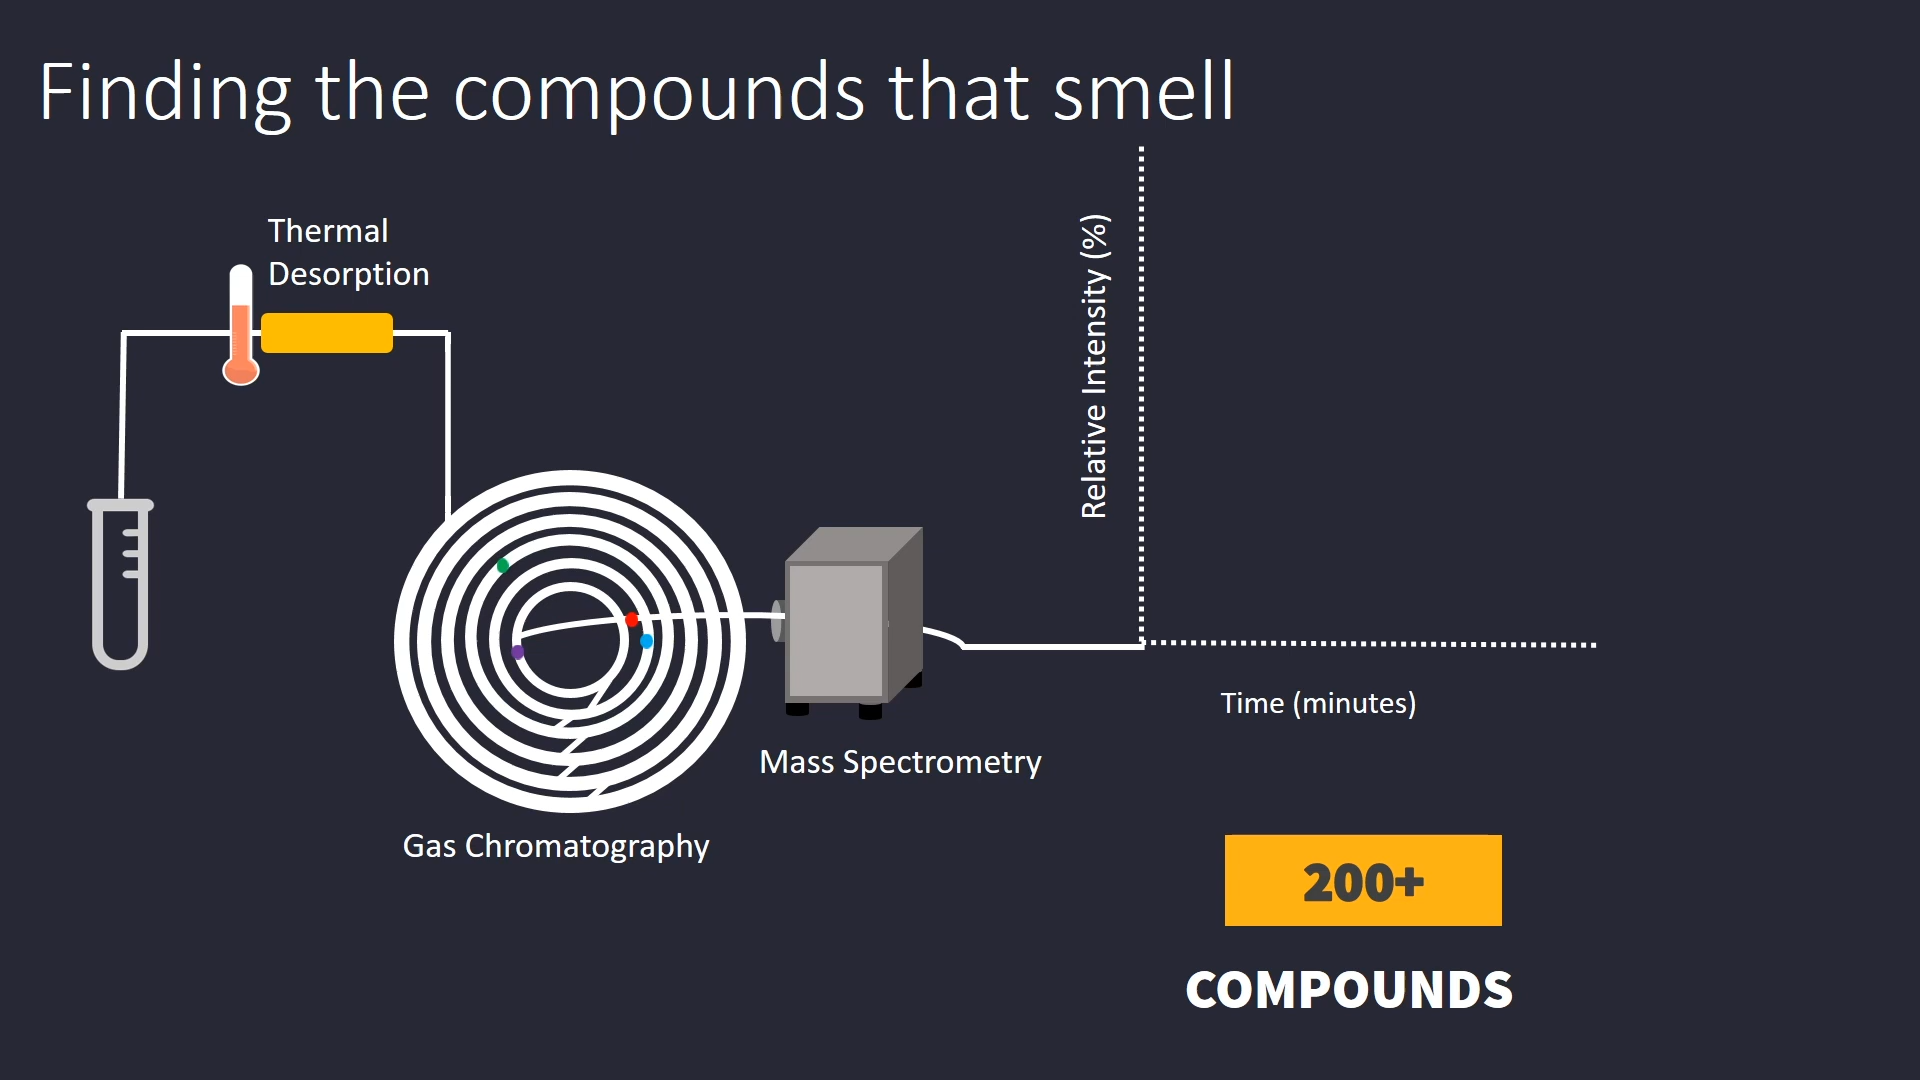 Finding the compounds that smell
Thermal
Desorption
Relative Intensity (%)
Time (minutes)
Mass Spectrometry
Gas Chromatography
200+
COMPOUNDS